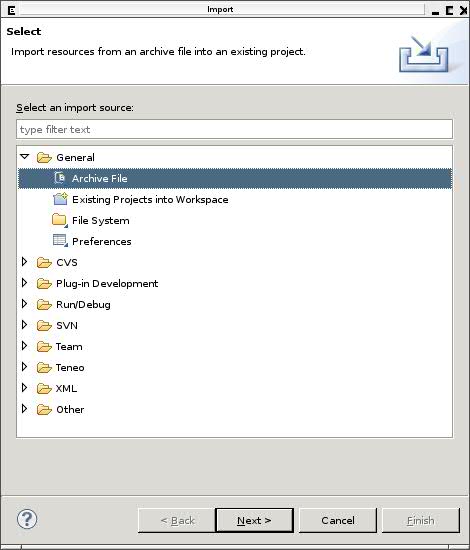 Import
Select
Import resources from an archive file into an existing project.
Select an import source:
type filter text
General
Archive File
Existing Projects into Workspace
File System
Preferences
CVS
Plug-in Development
Run/Debug
SVN
Team
Teneo
XML
Other
?
< Back
Next >
Cancel
Finish